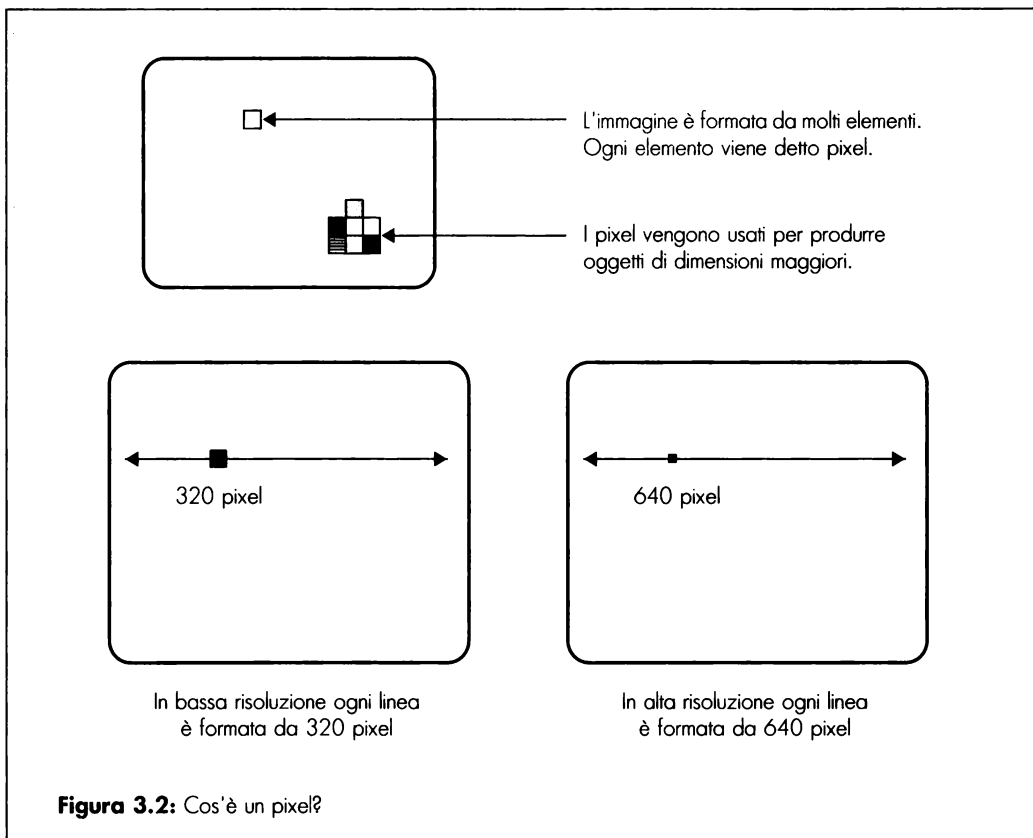 L'immagine è formata da molti elementi.
Ogni elemento viene detto pixel.
I pixel vengono usati per produrre
oggetti di dimensioni maggiori.
320 pixel
640 pixel
In bassa risoluzione ogni linea
è formata da 320 pixel
In alta risoluzione ogni linea
è formata da 640 pixel
Figura 3.2: Cos'è un pixel?